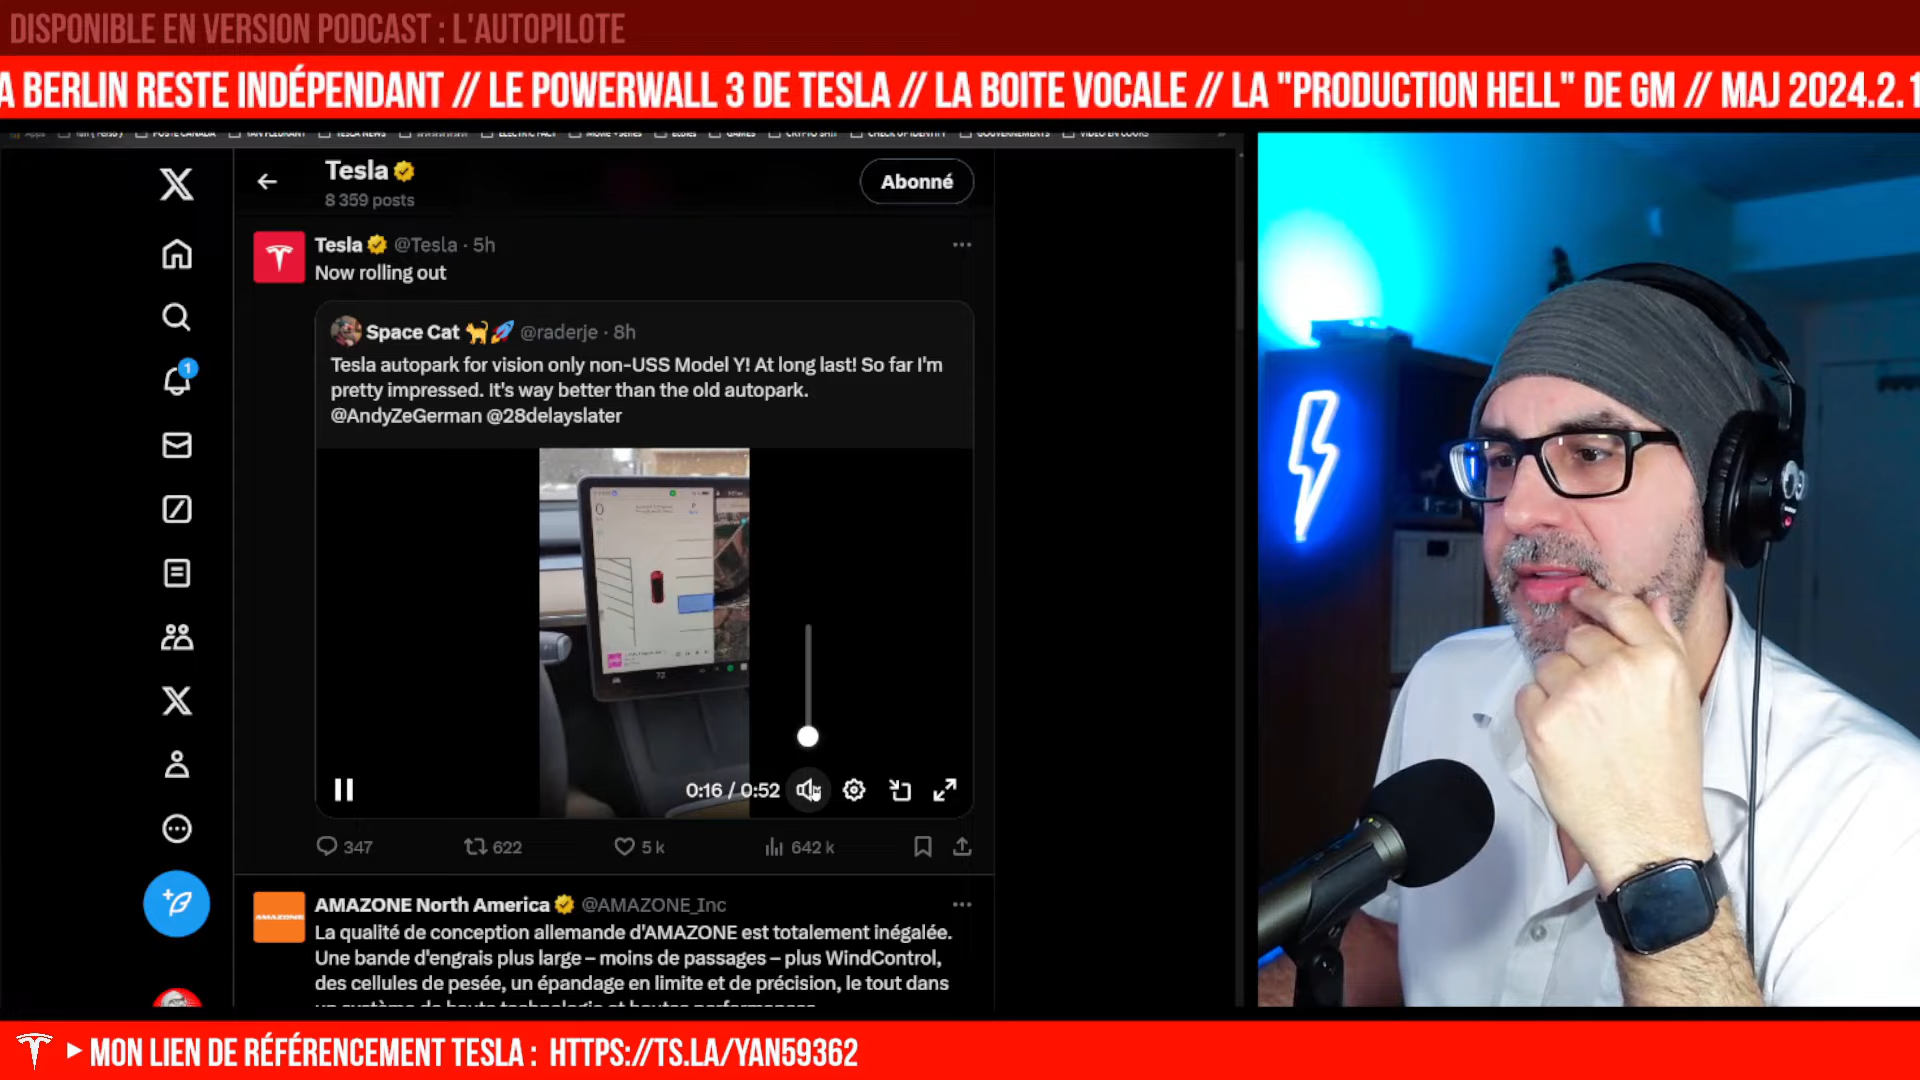 DISPONIBLE EN VERSION PODCAST : L'AUTOPILOTE
A BERLIN RESTE INDÉPENDANT // LE POWERWALL 3 DE TESLA // LA BOITE VOCALE // LA "PRODUCTION HELL" DE GM // MAJ 2024.2.1
Tesla
8 359 posts
Abonné
Tesla @Tesla · 5h
Now rolling out
Space Cat @raderje · 8h
Tesla autopark for vision only non-USS Model Y! At long last! So far I'm
pretty impressed. It's way better than the old autopark.
@AndyZeGerman @28delayslater
0:16 / 0:52
347 622 5 k 642 k
1
AMAZONE North America @AMAZONE_Inc
AMAZONE
La qualité de conception allemande d'AMAZONE est totalement inégalée.
Une bande d'engrais plus large – moins de passages – plus WindControl,
des cellules de pesée, un épandage en limite et de précision, le tout dans
MON LIEN DE RÉFÉRENCEMENT TESLA : HTTPS://TS.LA/YAN59362